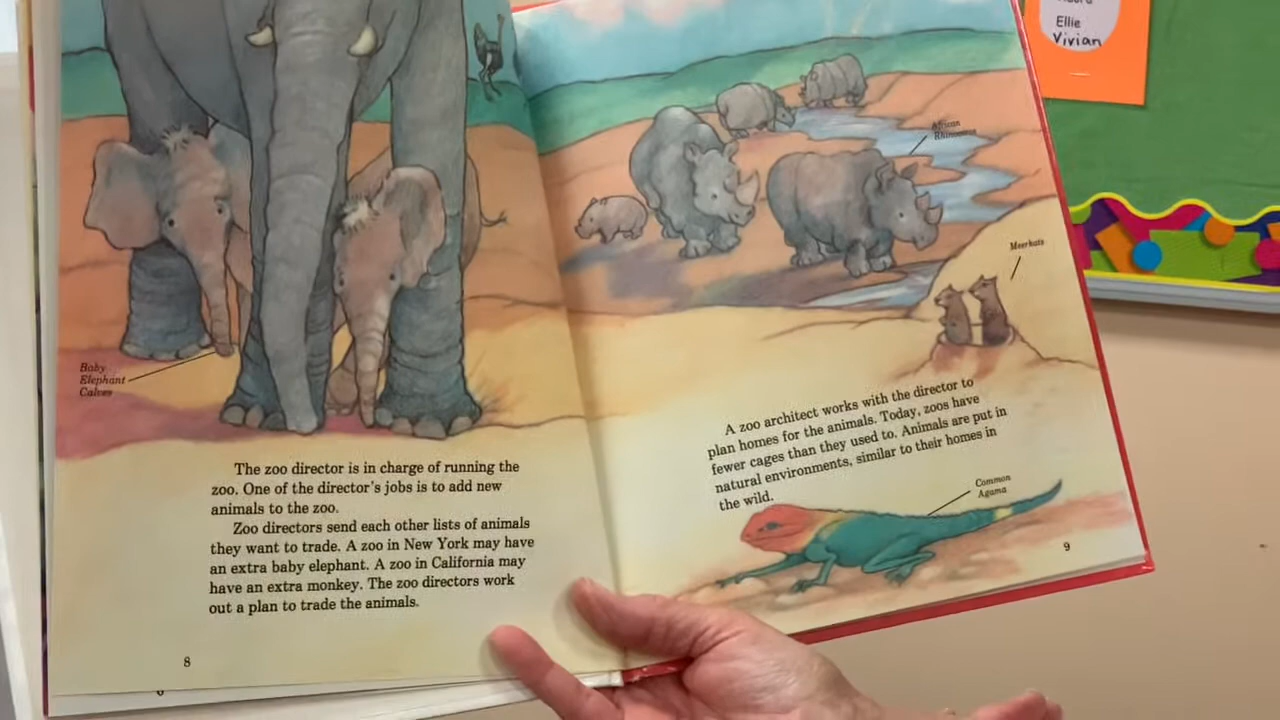 Ellie
Vivian
African
Meerkats
Baby
Elephant
Calves
The zoo director is in charge of running the
zoo. One of the director's jobs is to add new
animals to the zoo.
Zoo directors send each other lists of animals
they want to trade. A zoo in New York may have
an extra baby elephant. A zoo in California may
have an extra monkey. The zoo directors work
out a plan to trade the animals.
8
A zoo architect works with the director to
plan homes for the animals. Today, zoos have
fewer cages than they used to. Animals are put in
natural environments, similar to their homes in
the wild.
Common
Agama
9